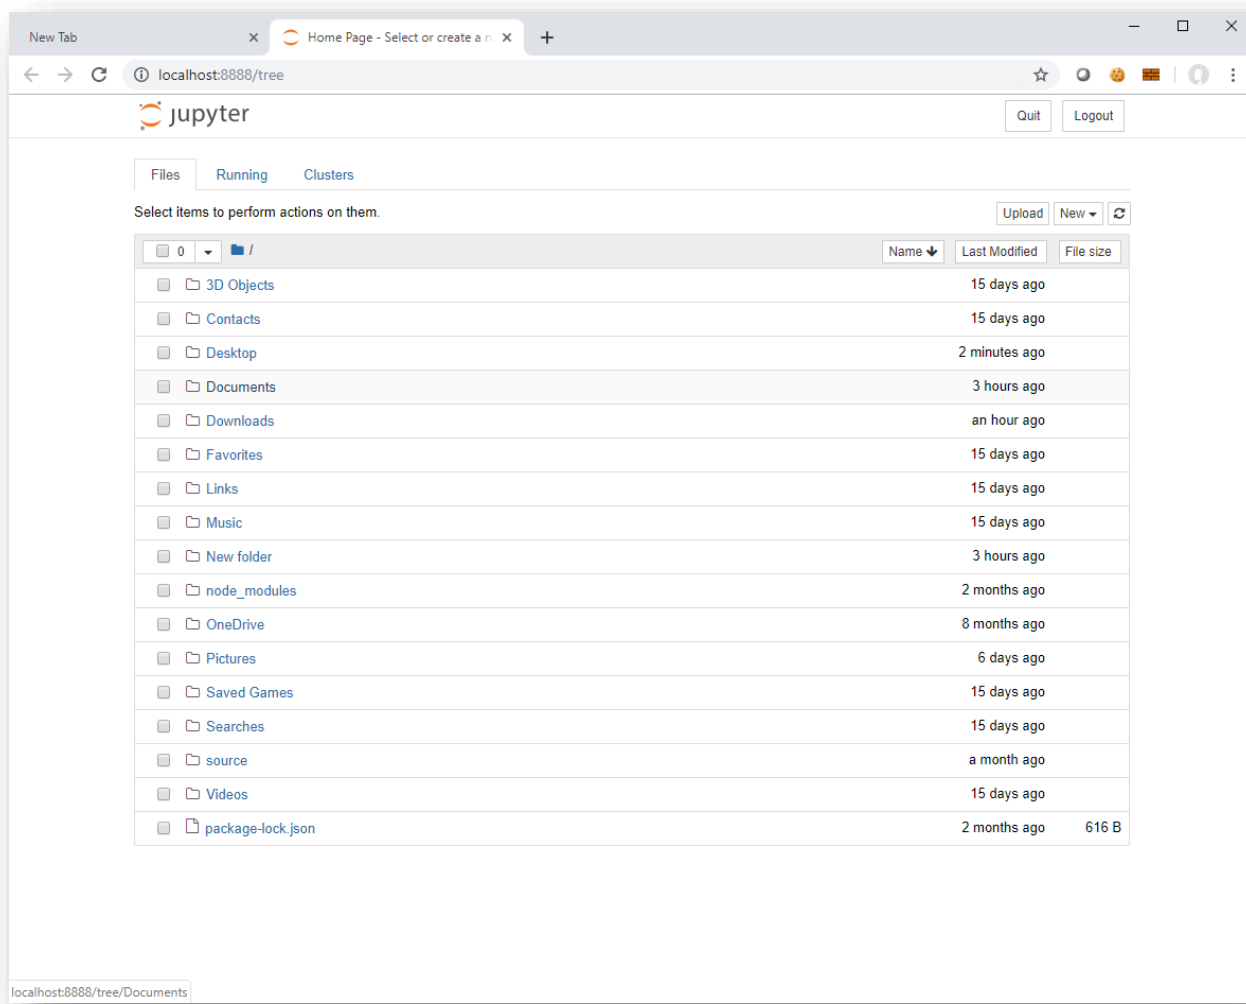 New Tab
Home Page - Select or create a n
localhost:8888/tree
jupyter
Quit Logout
Files Running Clusters
Select items to perform actions on them.
Upload New
0 / Name Last Modified File size
3D Objects 15 days ago
Contacts 15 days ago
Desktop 2 minutes ago
Documents 3 hours ago
Downloads an hour ago
Favorites 15 days ago
Links 15 days ago
Music 15 days ago
New folder 3 hours ago
node_modules 2 months ago
OneDrive 8 months ago
Pictures 6 days ago
Saved Games 15 days ago
Searches 15 days ago
source a month ago
Videos 15 days ago
package-lock.json 2 months ago 616 B
localhost:8888/tree/Documents